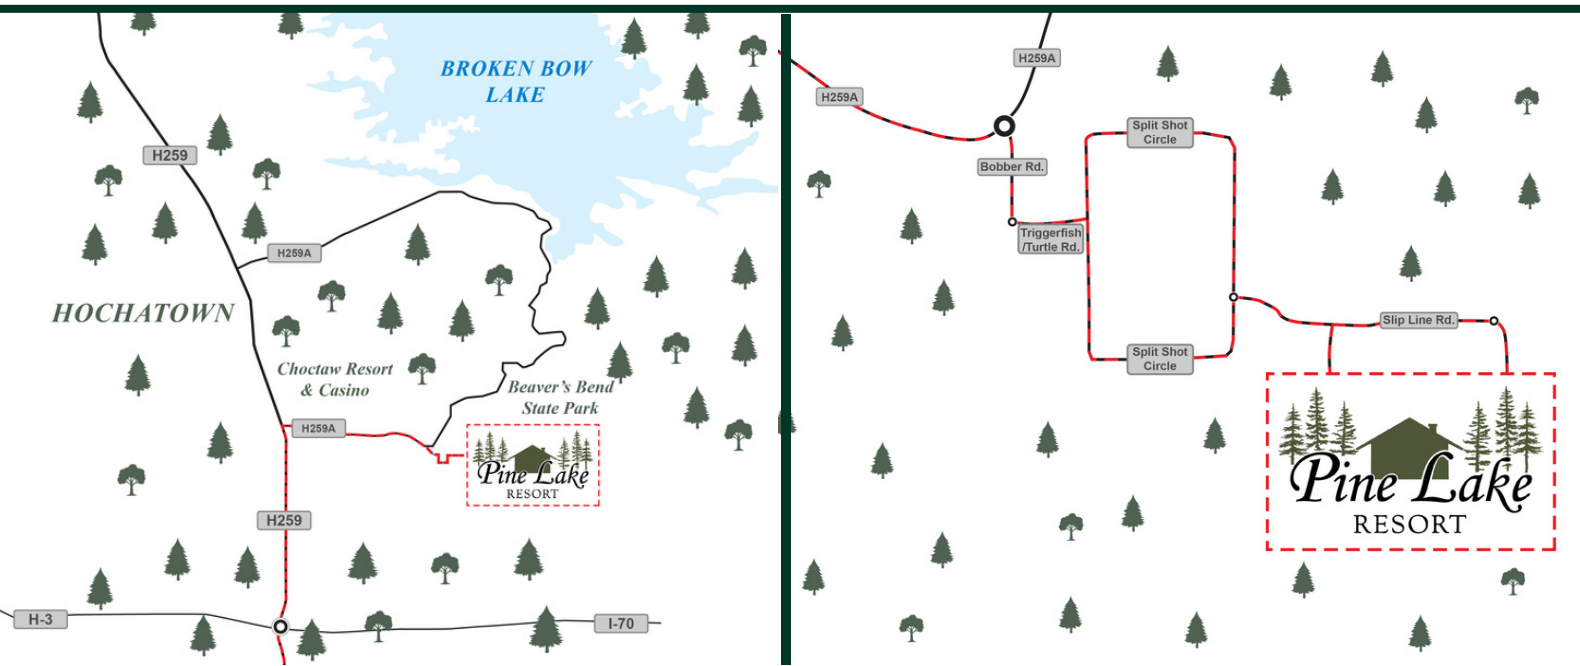 BROKEN BOW
LAKE
H259
H259A
HOCHATOWN
Choctaw Resort
& Casino
Beaver's Bend
State Park
H259A
Pine Lake
RESORT
H259
H-3
I-70
H259A
H259A
Split Shot
Circle
Bobber Rd.
Triggerfish
/Turtle Rd.
Slip Line Rd.
Split Shot
Circle
Pine Lake
RESORT